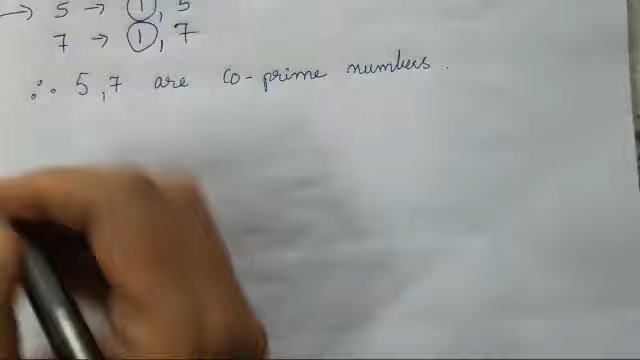 → 5 → 1, 5
7 → 1, 7
∴ 5,7 are co-prime numbers.